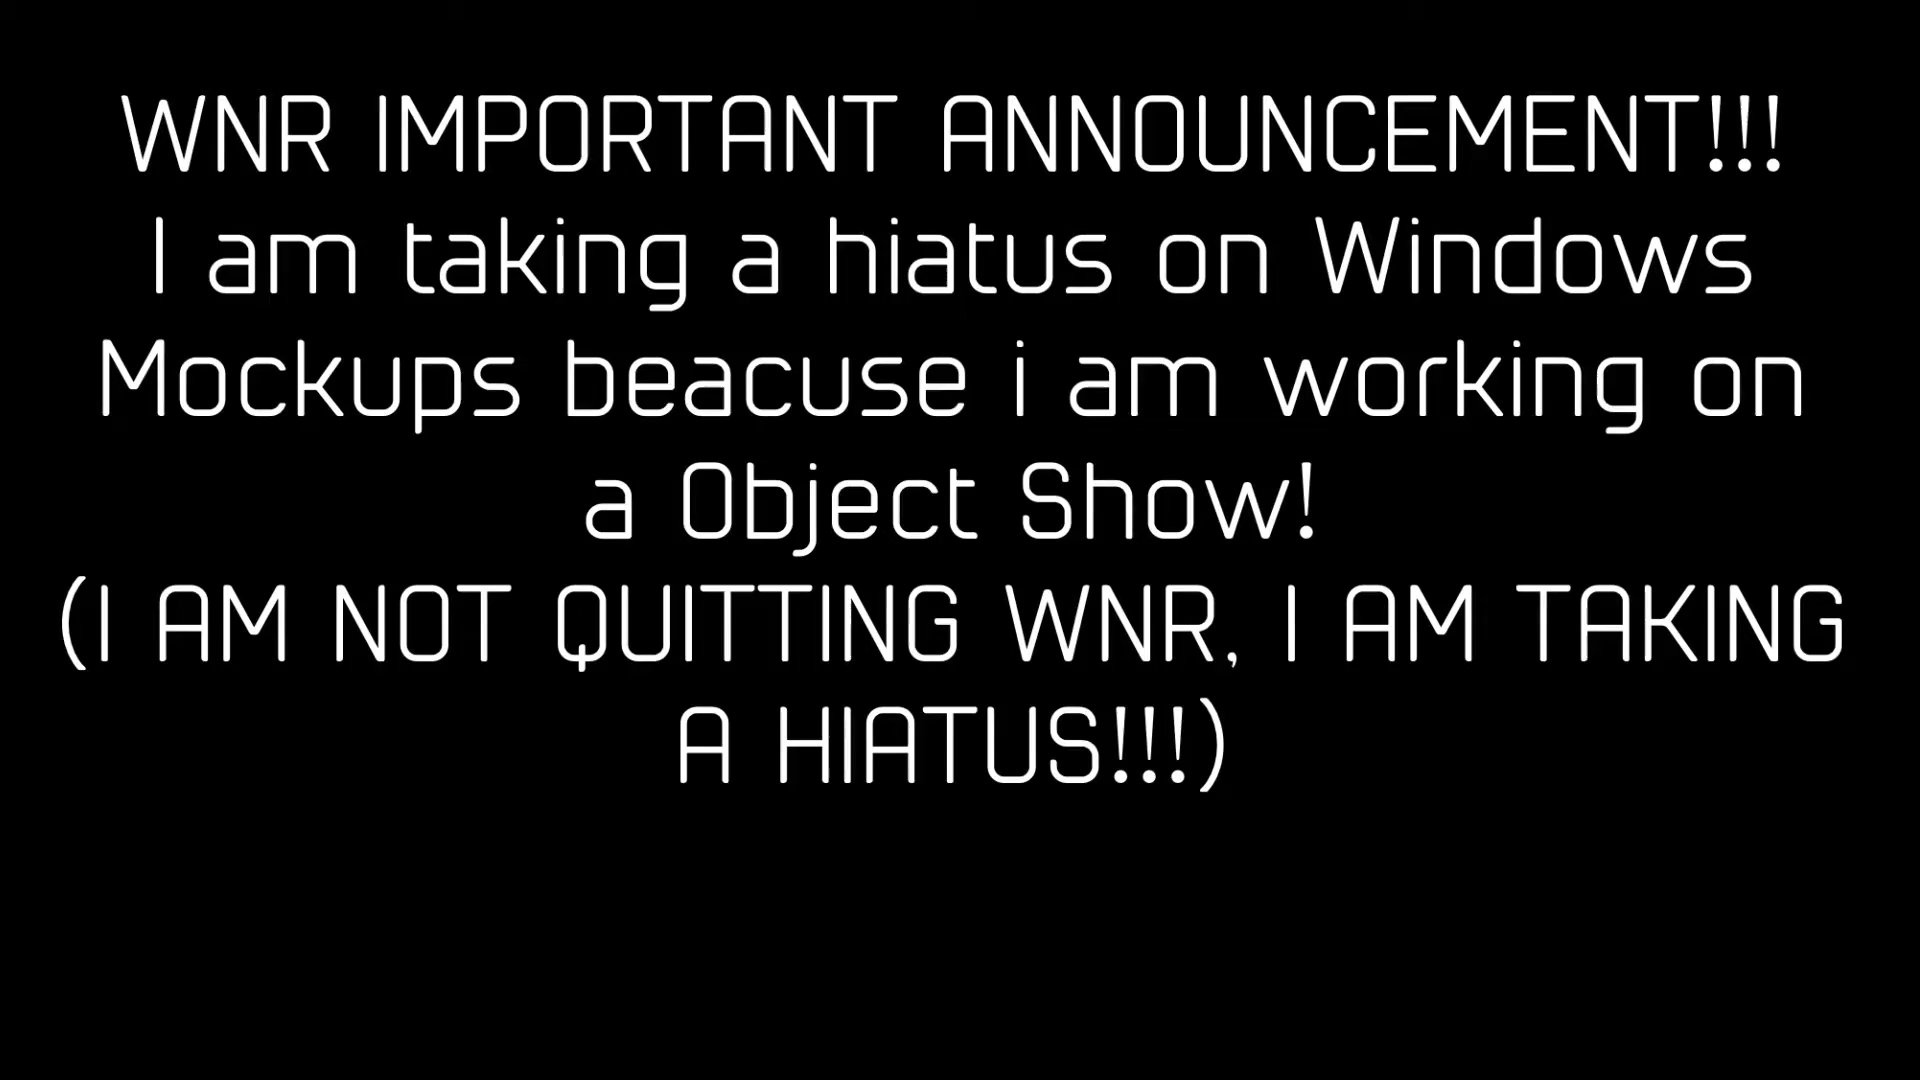 WNR IMPORTANT ANNOUNCEMENT!!!
I am taking a hiatus on Windows
Mockups beacuse i am working on
a Object Show!
(I AM NOT QUITTING WNR, I AM TAKING
A HIATUS!!!)